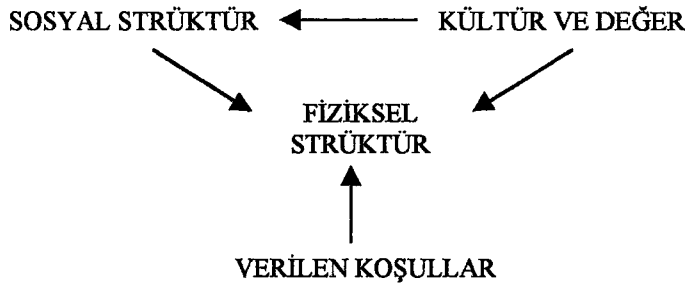 SOSYAL STRÜKTÜR
KÜLTÜR VE DEĞER
FİZİKSEL
STRÜKTÜR
VERİLEN KOŞULLAR